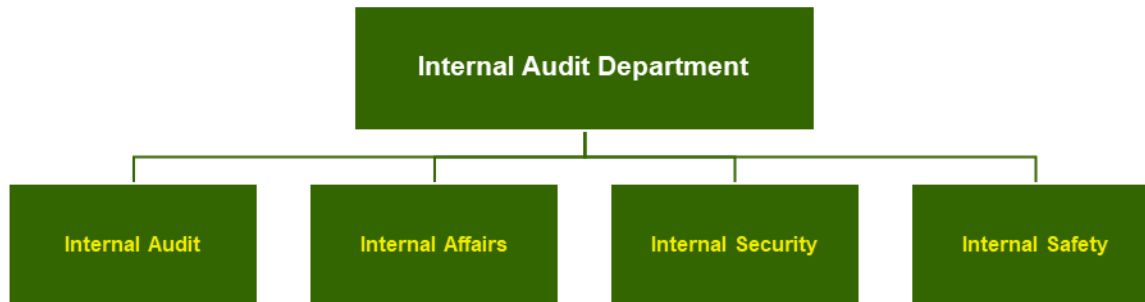 Internal Audit Department
Internal Audit
Internal Affairs
Internal Security
Internal Safety